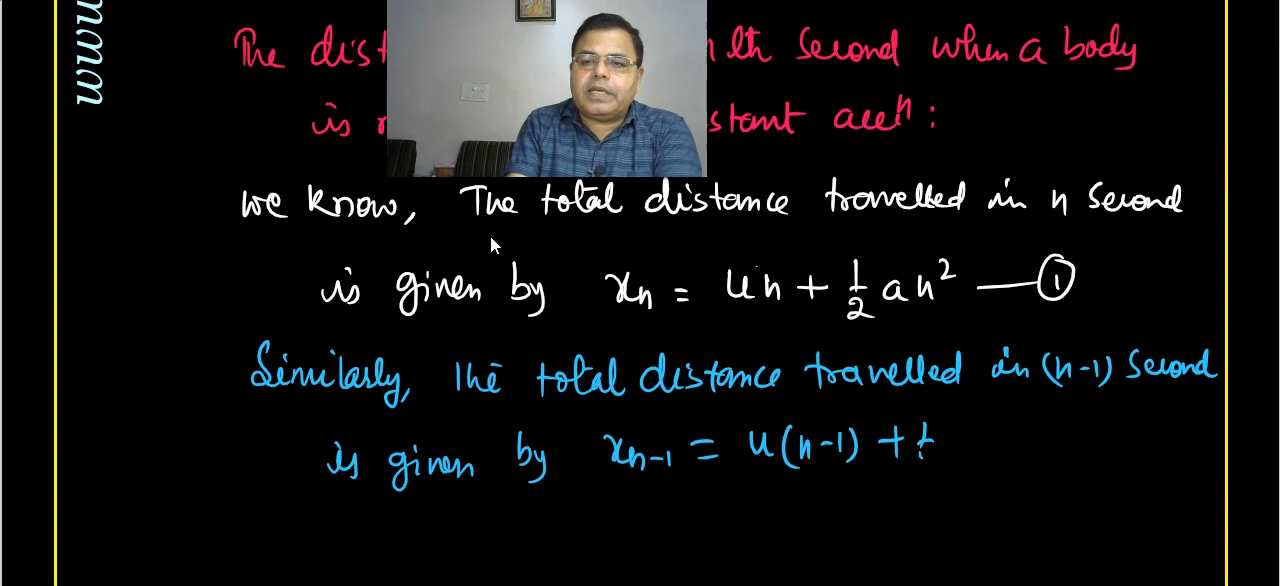 www
The dist nth second when a body
is stant accⁿ :
we know, The total distance travelled in n second
is given by xₙ = un + 1/2 an² — ①
Similarly, The total distance travelled in (n-1) second
is given by xₙ₋₁ = u(n-1) +